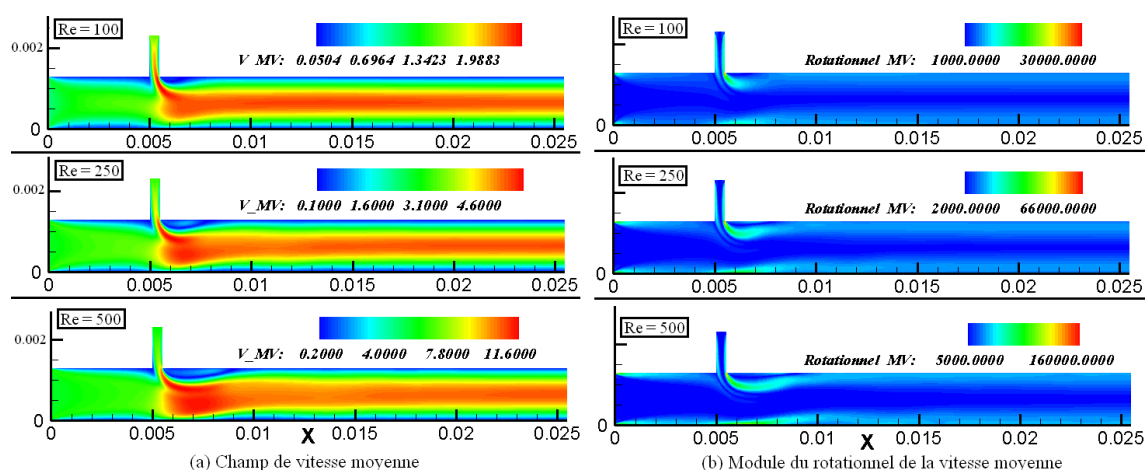 Re = 100
V_MV: 0.0504 0.6964 1.3423 1.9883
0.002
0
0 0.005 0.01 0.015 0.02 0.025
Re = 250
V_MV: 0.1000 1.6000 3.1000 4.6000
0.002
0
0 0.005 0.01 0.015 0.02 0.025
Re = 500
V_MV: 0.2000 4.0000 7.8000 11.6000
0.002
0
0 0.005 X 0.015 0.02 0.025
0.01
(a) Champ de vitesse moyenne
Re = 100
Rotationnel MV: 1000.0000 30000.0000
0
0 0.005 0.01 0.015 0.02 0.025
Re = 250
Rotationnel MV: 2000.0000 66000.0000
0
0 0.005 0.01 0.015 0.02 0.025
Re = 500
Rotationnel MV: 5000.0000 160000.0000
0
0 0.005 0.01 X 0.015 0.02 0.025
(b) Module du rotationnel de la vitesse moyenne